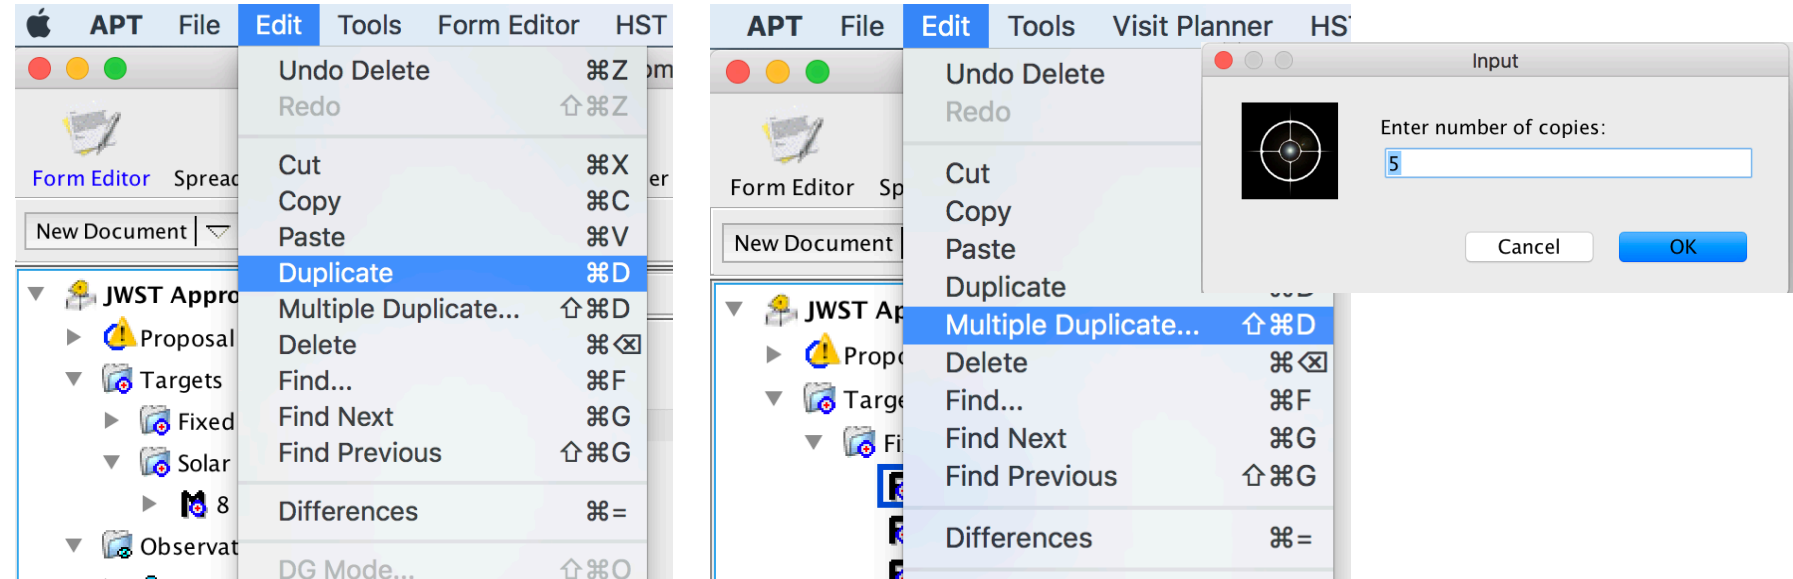 APT File Edit Tools Form Editor HST
Undo Delete ⌘Z
Redo ⇧⌘Z
Form Editor Spread
Cut ⌘X
Copy ⌘C
New Document
Paste ⌘V
Duplicate ⌘D
JWST Appro
Multiple Duplicate... ⇧⌘D
Proposal
Delete ⌘⌫
Targets
Find... ⌘F
Fixed
Find Next ⌘G
Solar
Find Previous ⇧⌘G
8
Differences ⌘=
Observat
DG Mode... ⇧⌘O
APT File Edit Tools Visit Planner HS
Undo Delete
Redo
Form Editor Sp
Cut
Copy
New Document
Paste
Duplicate ⌘D
JWST Ap
Multiple Duplicate... ⇧⌘D
Propo
Delete ⌘⌫
Targe
Find... ⌘F
Fi
Find Next ⌘G
Find Previous ⇧⌘G
Differences ⌘=
Input
Enter number of copies:
5
Cancel OK